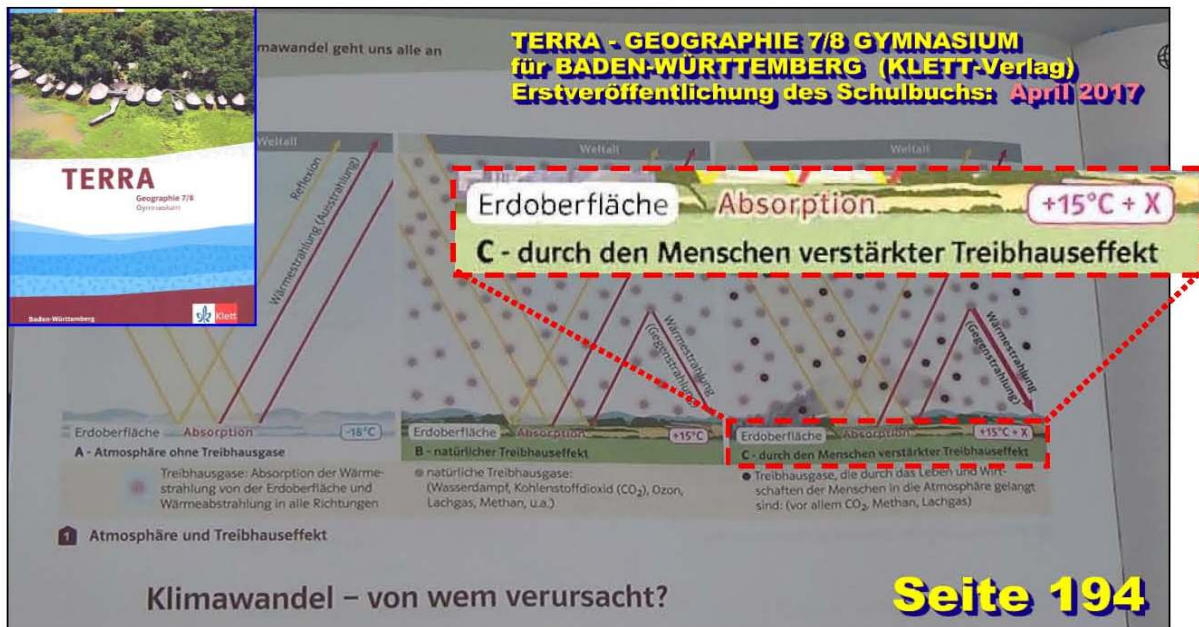 mawandel geht uns alle an
TERRA - GEOGRAPHIE 7/8 GYMNASIUM
für BADEN-WÜRTTEMBERG (KLETT-Verlag)
Erstveröffentlichung des Schulbuchs: April 2017
TERRA
Geographie 7/8
Gymnasium
Baden-Württemberg
Klett
Weltall
Reflexion
Wärmestrahlung (Ausstrahlung)
Weltall
Weltall
Erdoberfläche Absorption +15°C + X
C - durch den Menschen verstärkter Treibhauseffekt
Wärmestrahlung
(Gegenstrahlung)
Wärmestrahlung
(Gegenstrahlung)
Erdoberfläche Absorption -18°C
A - Atmosphäre ohne Treibhausgase
Erdoberfläche Absorption +15°C
B - natürlicher Treibhauseffekt
Erdoberfläche Absorption +15°C + X
C - durch den Menschen verstärkter Treibhauseffekt
Treibhausgase: Absorption der Wärme-
strahlung von der Erdoberfläche und
Wärmeabstrahlung in alle Richtungen
natürliche Treibhausgase:
(Wasserdampf, Kohlenstoffdioxid (CO₂), Ozon,
Lachgas, Methan, u.a.)
Treibhausgase, die durch das Leben und Wirt-
schaften der Menschen in die Atmosphäre gelangt
sind: (vor allem CO₂, Methan, Lachgas)
1 Atmosphäre und Treibhauseffekt
Klimawandel – von wem verursacht?
Seite 194